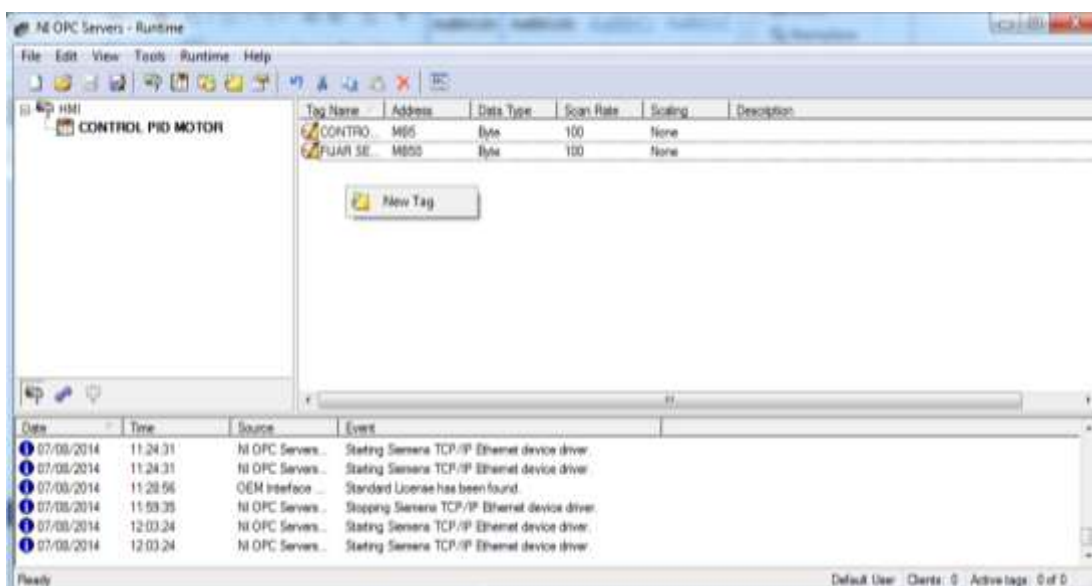 NI OPC Servers - Runtime
File Edit View Tools Runtime Help
HMI
CONTROL PID MOTOR
Tag Name Address Data Type Scan Rate Scaling Description
CONTRO... Byte 100 None
FIJAR SE... Byte 100 None
New Tag
Date Time Source Event
07/08/2014 11:24:31 NI OPC Servers... Starting Siemens TCP/IP Ethernet device driver.
07/08/2014 11:24:31 NI OPC Servers... Starting Siemens TCP/IP Ethernet device driver.
07/08/2014 11:28:56 OEM Interface ... Standard License has been found.
07/08/2014 11:59:35 NI OPC Servers... Stopping Siemens TCP/IP Ethernet device driver.
07/08/2014 12:03:24 NI OPC Servers... Starting Siemens TCP/IP Ethernet device driver.
07/08/2014 12:03:24 NI OPC Servers... Starting Siemens TCP/IP Ethernet device driver.
Ready Default User Clients: 0 Active tags: 0 of 0